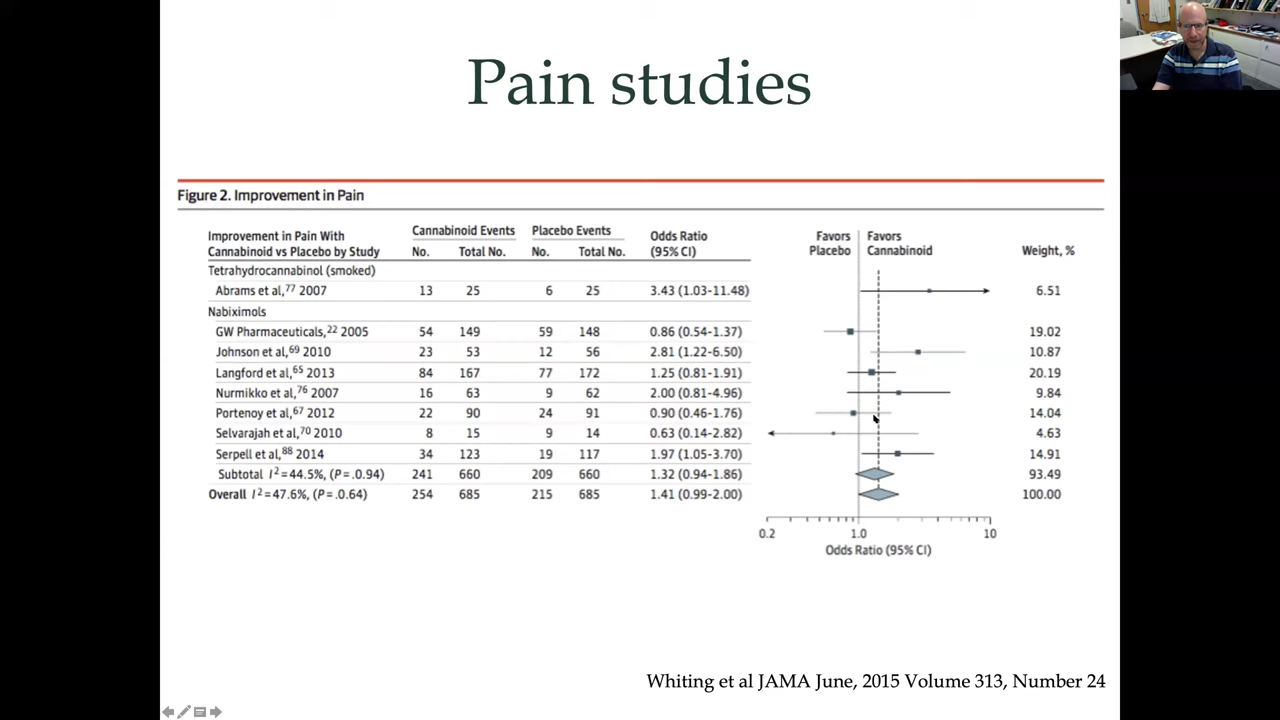 Pain studies
Figure 2. Improvement in Pain
Improvement in Pain With Cannabinoid vs Placebo by Study | Cannabinoid Events No. Total No. | Placebo Events No. Total No. | Odds Ratio (95% CI) | Favors Placebo | Favors Cannabinoid | Weight, %
Tetrahydrocannabinol (smoked)
Abrams et al,77 2007 13 25 6 25 3.43 (1.03-11.48) 6.51
Nabiximols
GW Pharmaceuticals,22 2005 54 149 59 148 0.86 (0.54-1.37) 19.02
Johnson et al,69 2010 23 53 12 56 2.81 (1.22-6.50) 10.87
Langford et al,65 2013 84 167 77 172 1.25 (0.81-1.91) 20.19
Nurmikko et al,76 2007 16 63 9 62 2.00 (0.81-4.96) 9.84
Portenoy et al,67 2012 22 90 24 91 0.90 (0.46-1.76) 14.04
Selvarajah et al,70 2010 8 15 9 14 0.63 (0.14-2.82) 4.63
Serpell et al,88 2014 34 123 19 117 1.97 (1.05-3.70) 14.91
Subtotal I2=44.5%, (P=.94) 241 660 209 660 1.32 (0.94-1.86) 93.49
Overall I2=47.6%, (P=.64) 254 685 215 685 1.41 (0.99-2.00) 100.00
0.2 1.0 10
Odds Ratio (95% CI)
Whiting et al JAMA June, 2015 Volume 313, Number 24